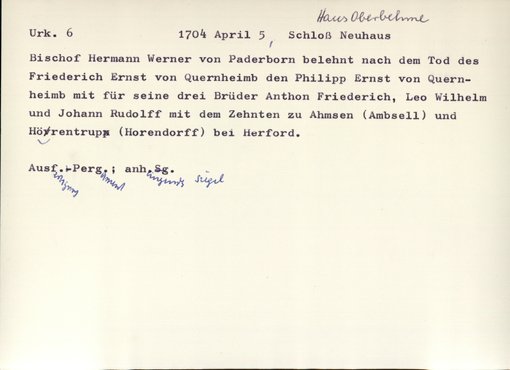 Haus Oberbehme
Urk. 6 1704 April 5, Schloß Neuhaus
Bischof Hermann Werner von Paderborn belehnt nach dem Tod des
Friederich Ernst von Quernheimb den Philipp Ernst von Quern-
heimb mit für seine drei Brüder Anthon Friederich, Leo Wilhelm
und Johann Rudolff mit dem Zehnten zu Ahmsen (Ambsell) und
Hörentrup (Horendorff) bei Herford.
Ausf.-Perg.; anh.Sg.
ertigung ament angends Siegel